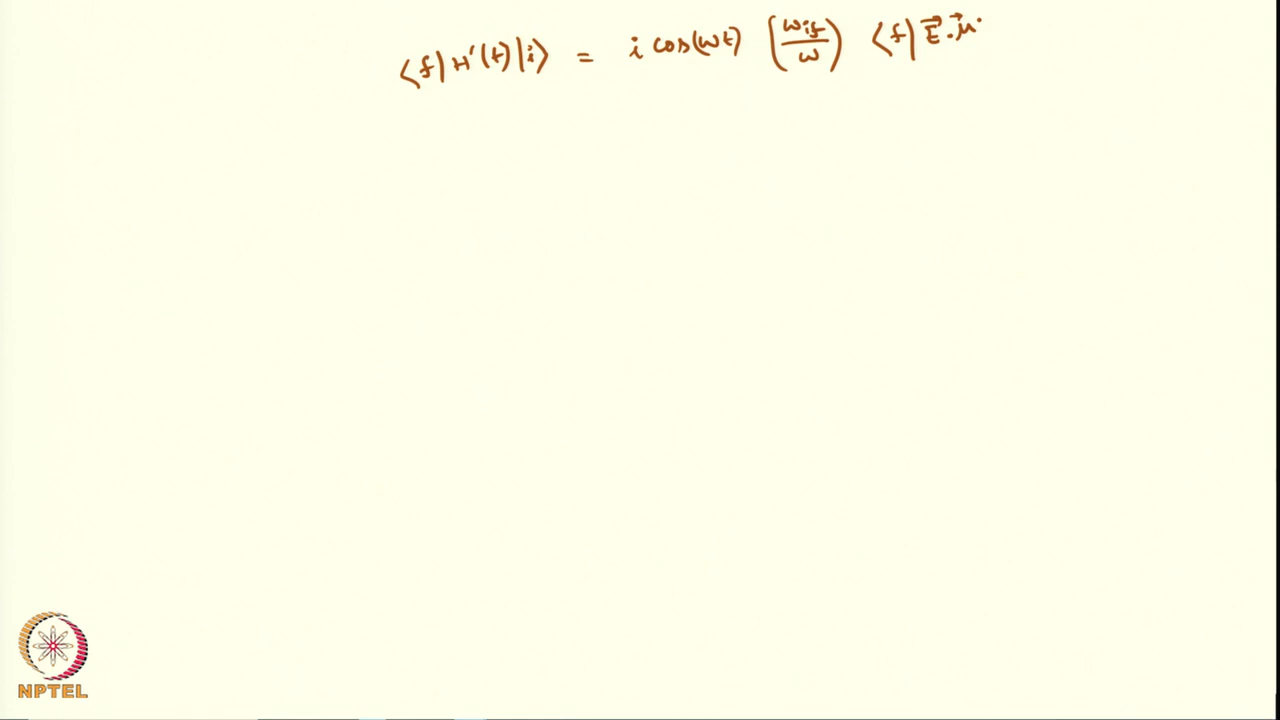 ⟨f|H'(t)|i⟩ = i cos(ωt) (ω_if/ω) ⟨f|E⃗.μ⃗
NPTEL